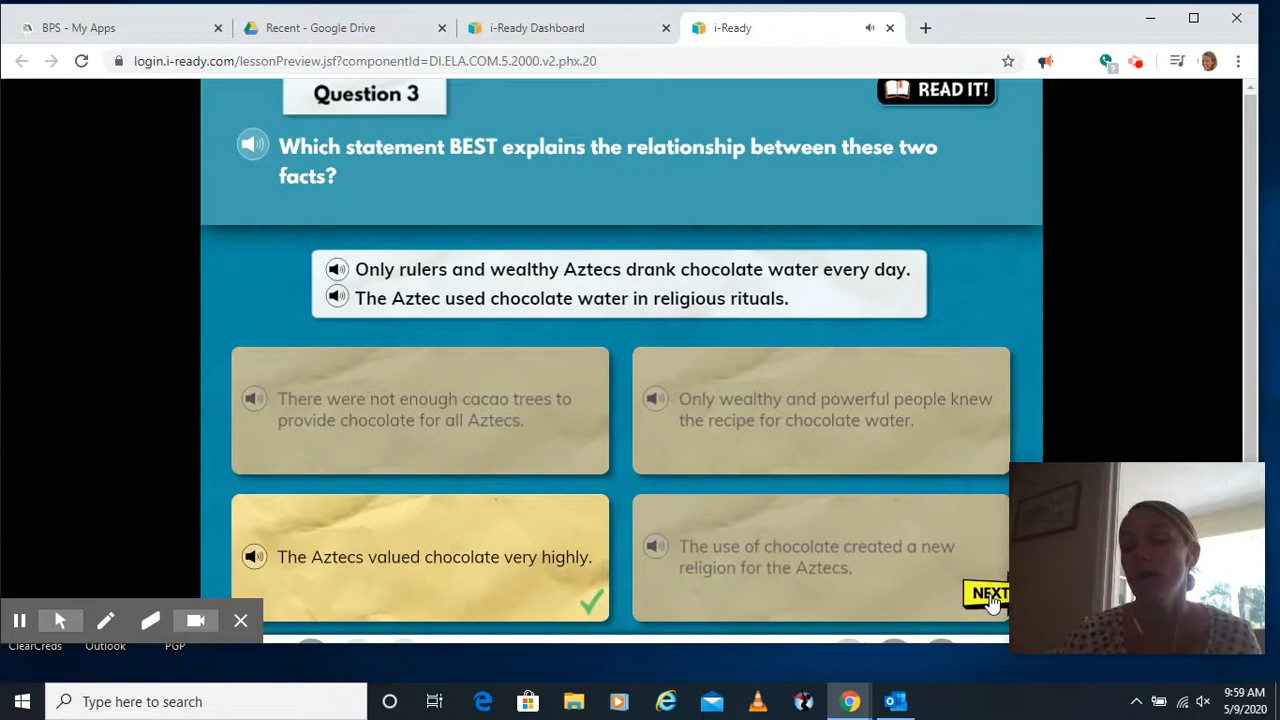 BPS - My Apps
Recent - Google Drive
i-Ready Dashboard
i-Ready
login.i-ready.com/lessonPreview.jsf?componentId=DI.ELA.COM.5.2000.v2.phx.20
Question 3
READ IT!
Which statement BEST explains the relationship between these two
facts?
Only rulers and wealthy Aztecs drank chocolate water every day.
The Aztec used chocolate water in religious rituals.
There were not enough cacao trees to
provide chocolate for all Aztecs.
Only wealthy and powerful people knew
the recipe for chocolate water.
The Aztecs valued chocolate very highly.
The use of chocolate created a new
religion for the Aztecs.
NEXT
ClearCreds
Outlook
PGP
Type here to search
9:59 AM
5/9/2020